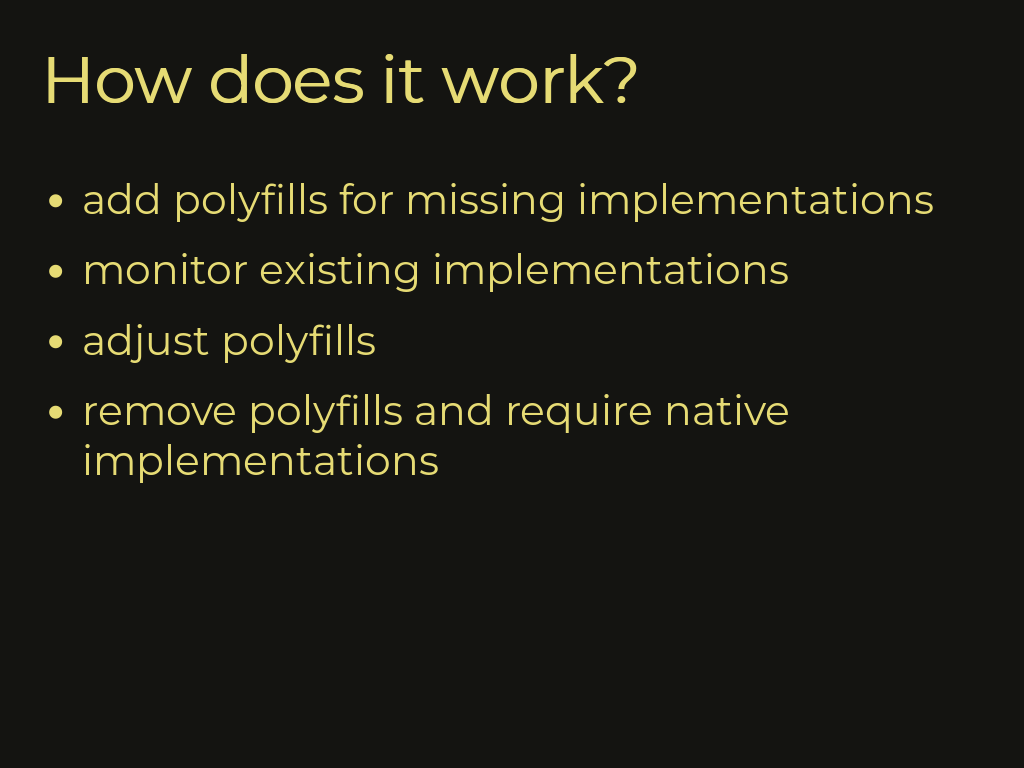 How does it work?
• add polyfills for missing implementations
• monitor existing implementations
• adjust polyfills
• remove polyfills and require native
implementations